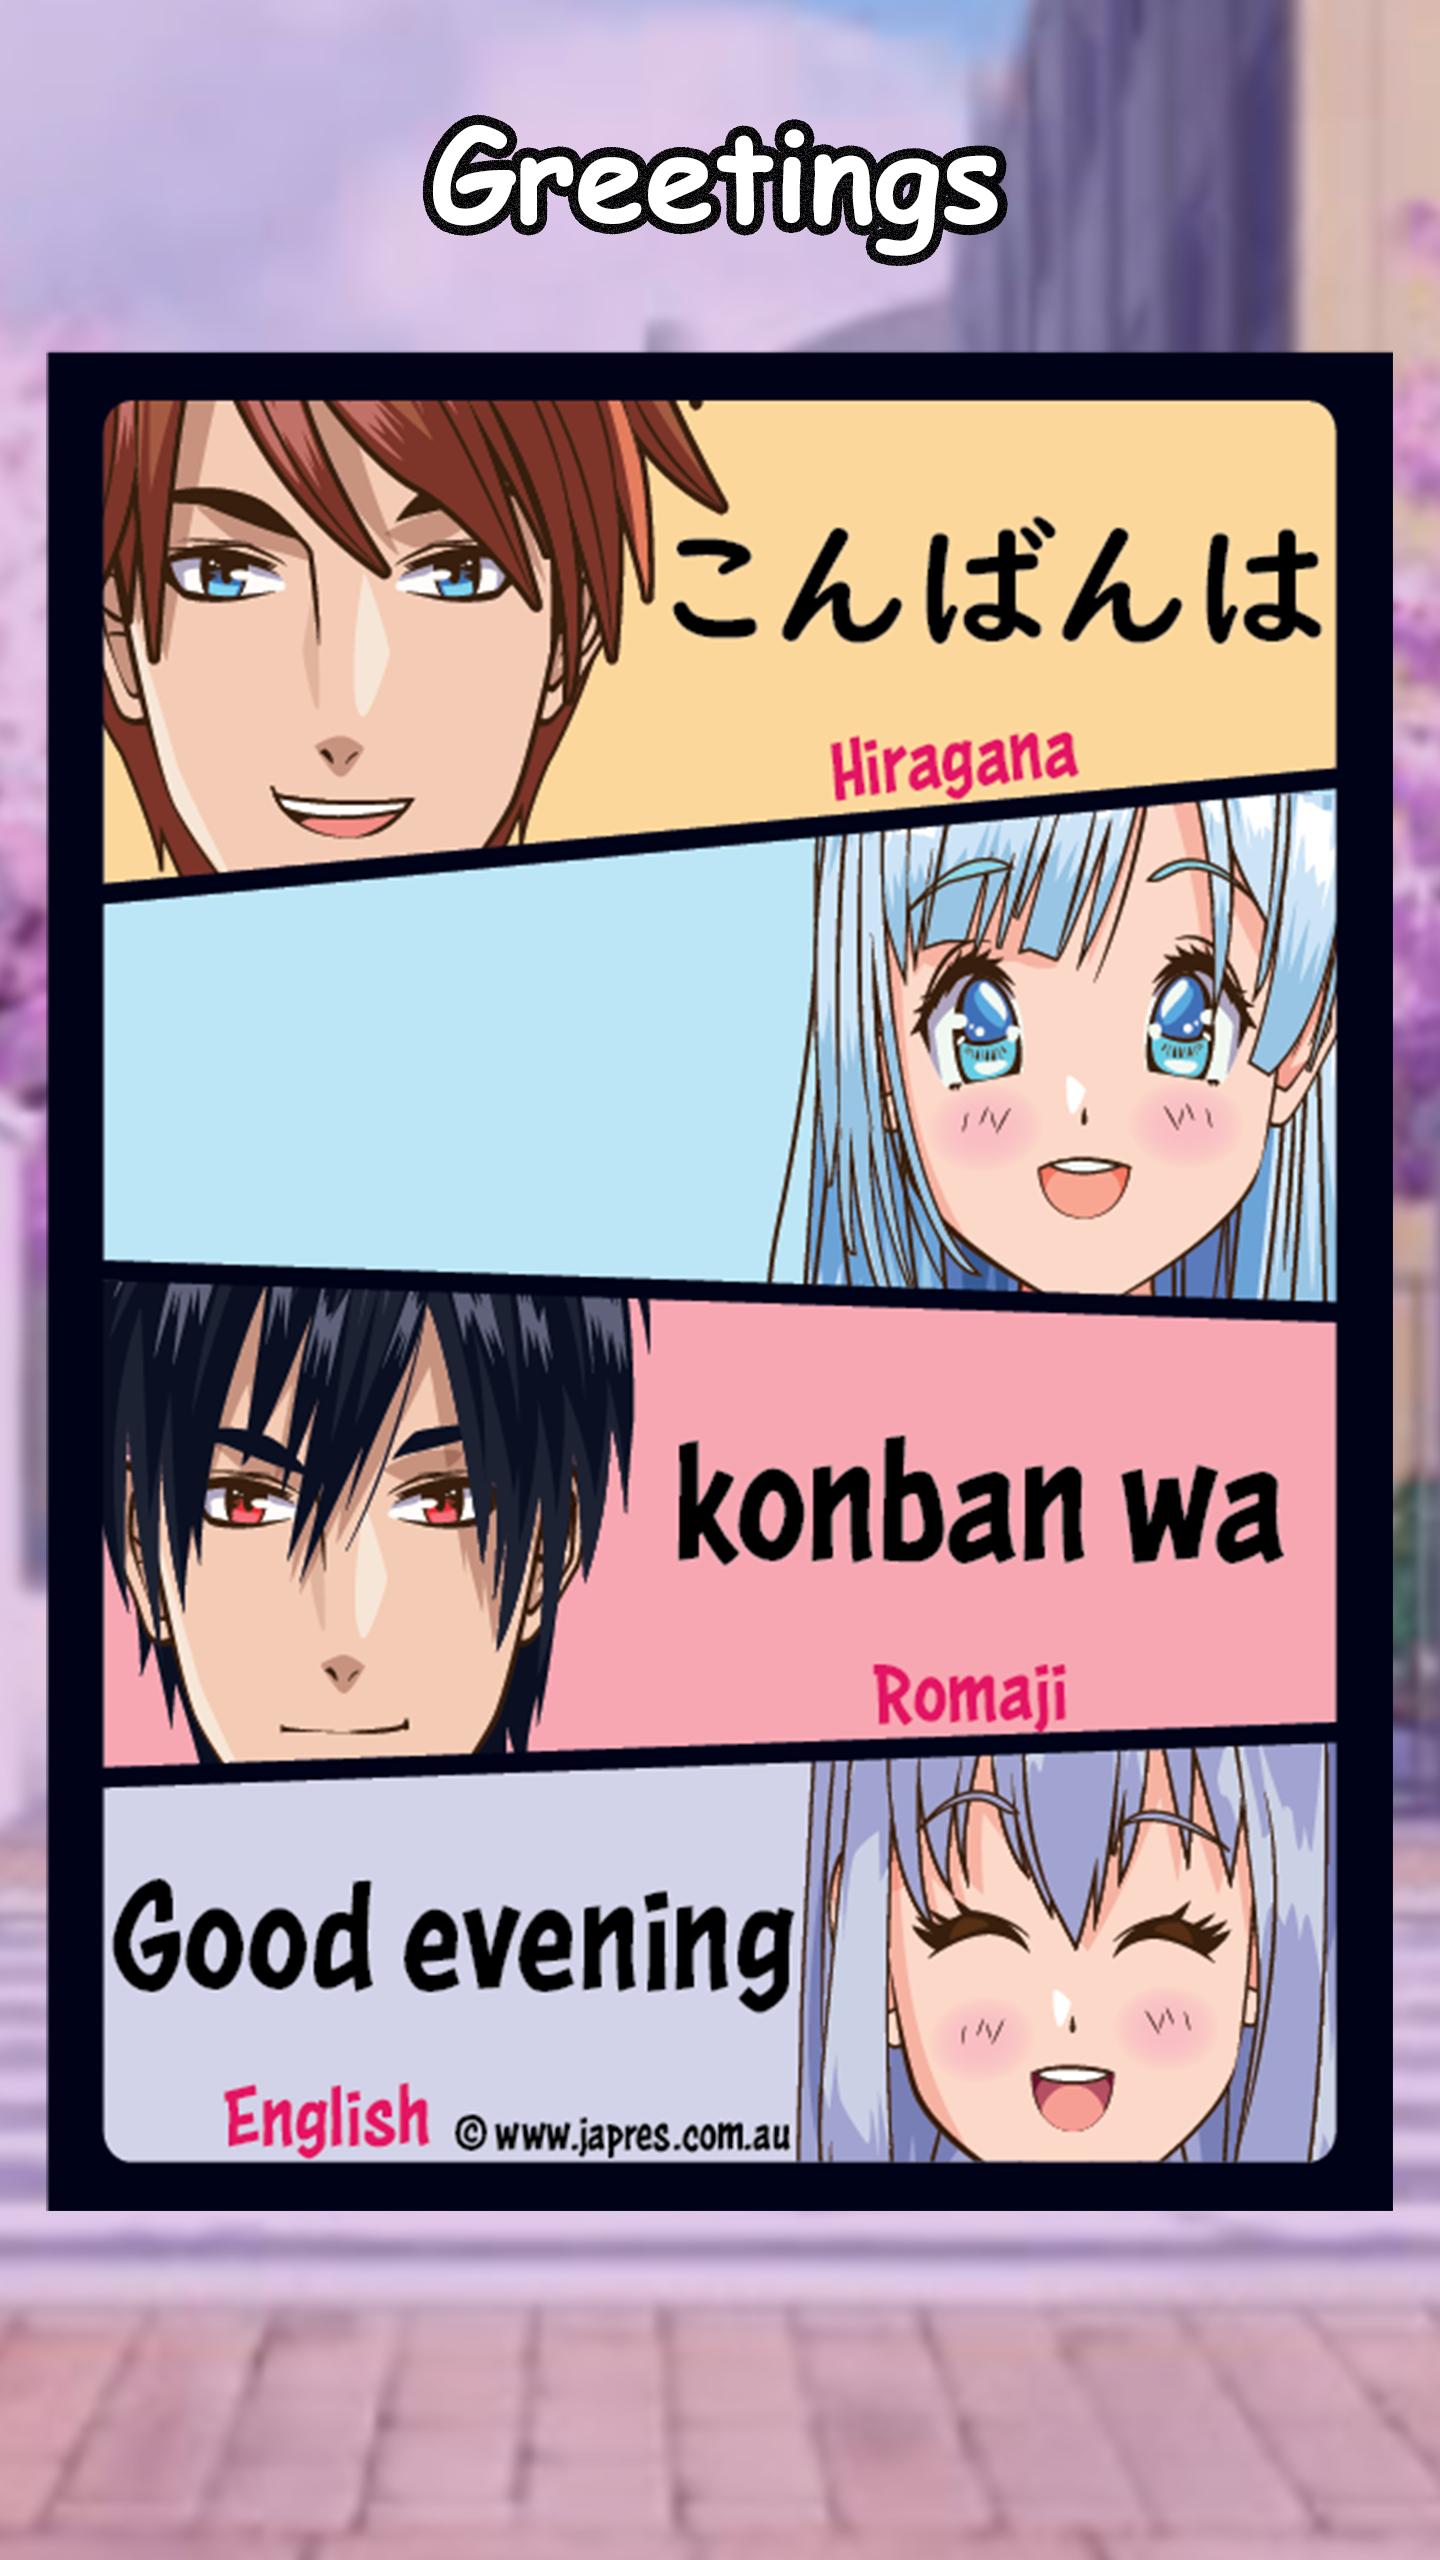 Greetings
こんばんは
Hiragana
konban wa
Romaji
Good evening
English
© www.japres.com.au